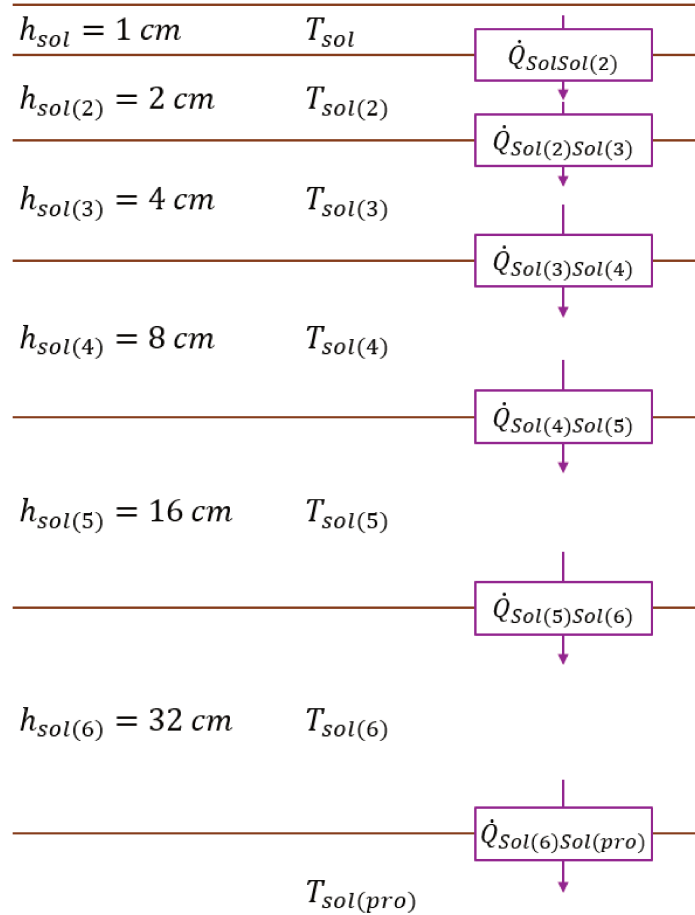 h_sol = 1 cm T_sol
Q̇_SolSol(2)
h_sol(2) = 2 cm T_sol(2)
Q̇_Sol(2)Sol(3)
h_sol(3) = 4 cm T_sol(3)
Q̇_Sol(3)Sol(4)
h_sol(4) = 8 cm T_sol(4)
Q̇_Sol(4)Sol(5)
h_sol(5) = 16 cm T_sol(5)
Q̇_Sol(5)Sol(6)
h_sol(6) = 32 cm T_sol(6)
Q̇_Sol(6)Sol(pro)
T_sol(pro)